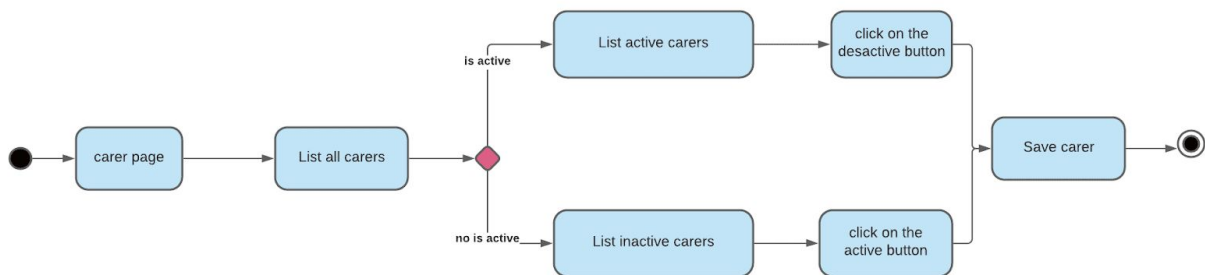 carer page
List all carers
is active
List active carers
click on the
desactive button
no is active
List inactive carers
click on the
active button
Save carer